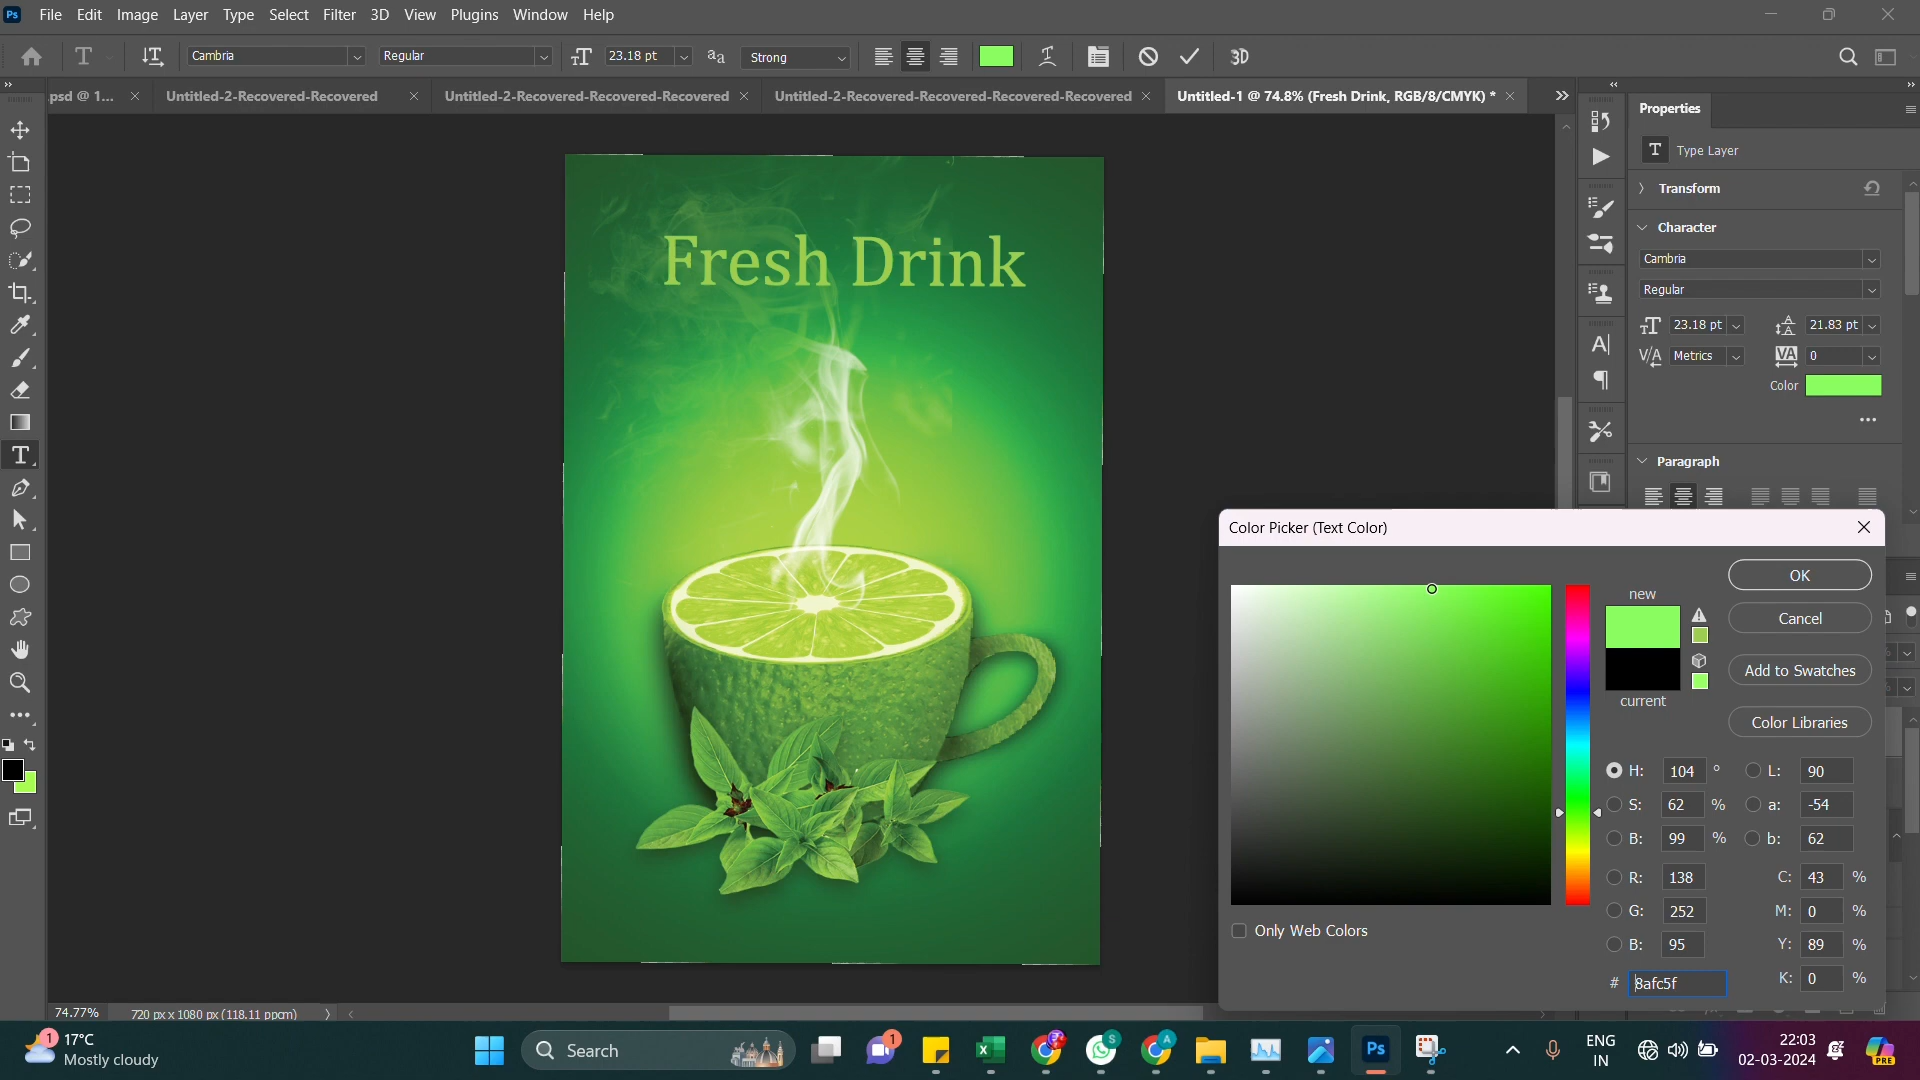 Ps File Edit Image Layer Type Select Filter 3D View Plugins Window Help
T Cambria Regular 23.18 pt aa Strong 3D
psd @ 1... × Untitled-2-Recovered-Recovered × Untitled-2-Recovered-Recovered-Recovered × Untitled-2-Recovered-Recovered-Recovered-Recovered × Untitled-1 @ 74.8% (Fresh Drink, RGB/8/CMYK) * ×
Properties
T Type Layer
Transform
Character
Cambria
Regular
23.18 pt 21.83 pt
Metrics 0
Color
Paragraph
Fresh Drink
Color Picker (Text Color)
new
current
OK
Cancel
Add to Swatches
Color Libraries
H: 104 ° L: 90
S: 62 % a: -54
B: 99 % b: 62
R: 138 C: 43 %
G: 252 M: 0 %
B: 95 Y: 89 %
# 8afc5f K: 0 %
Only Web Colors
74.77% 720 px x 1080 px (118.11 ppcm)
1 17°C
Mostly cloudy
Search
1
S
A
Ps
ENG
IN
22:03
02-03-2024
PRE